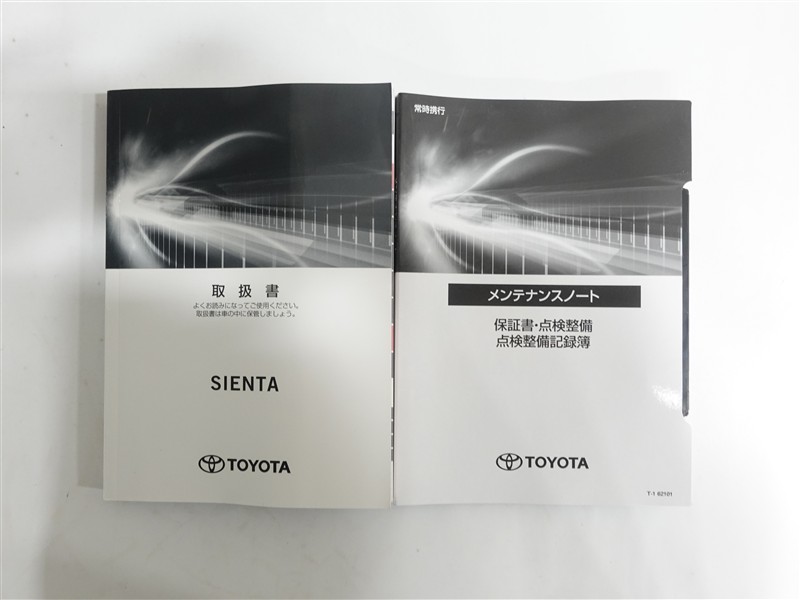 取扱書
よくお読みになってご使用ください。
取扱書は車の中に保管しましょう。
SIENTA
TOYOTA
常時携行
メンテナンスノート
保証書・点検整備
点検整備記録簿
TOYOTA
T-1 62101